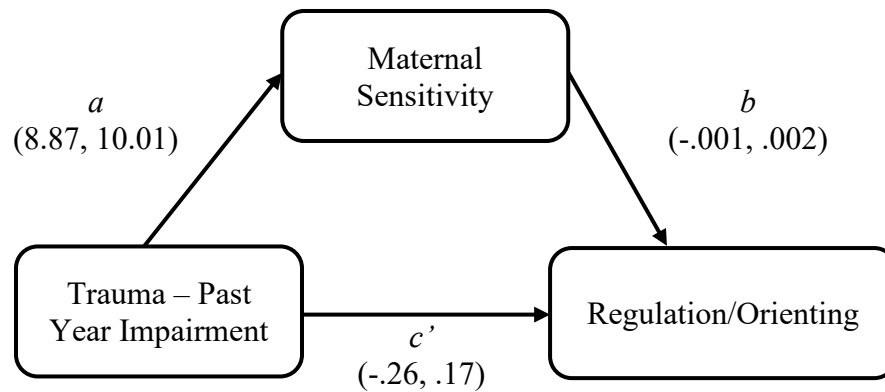 Maternal
Sensitivity
a
(8.87, 10.01)
b
(-.001, .002)
Trauma – Past
Year Impairment
c’
(-.26, .17)
Regulation/Orienting